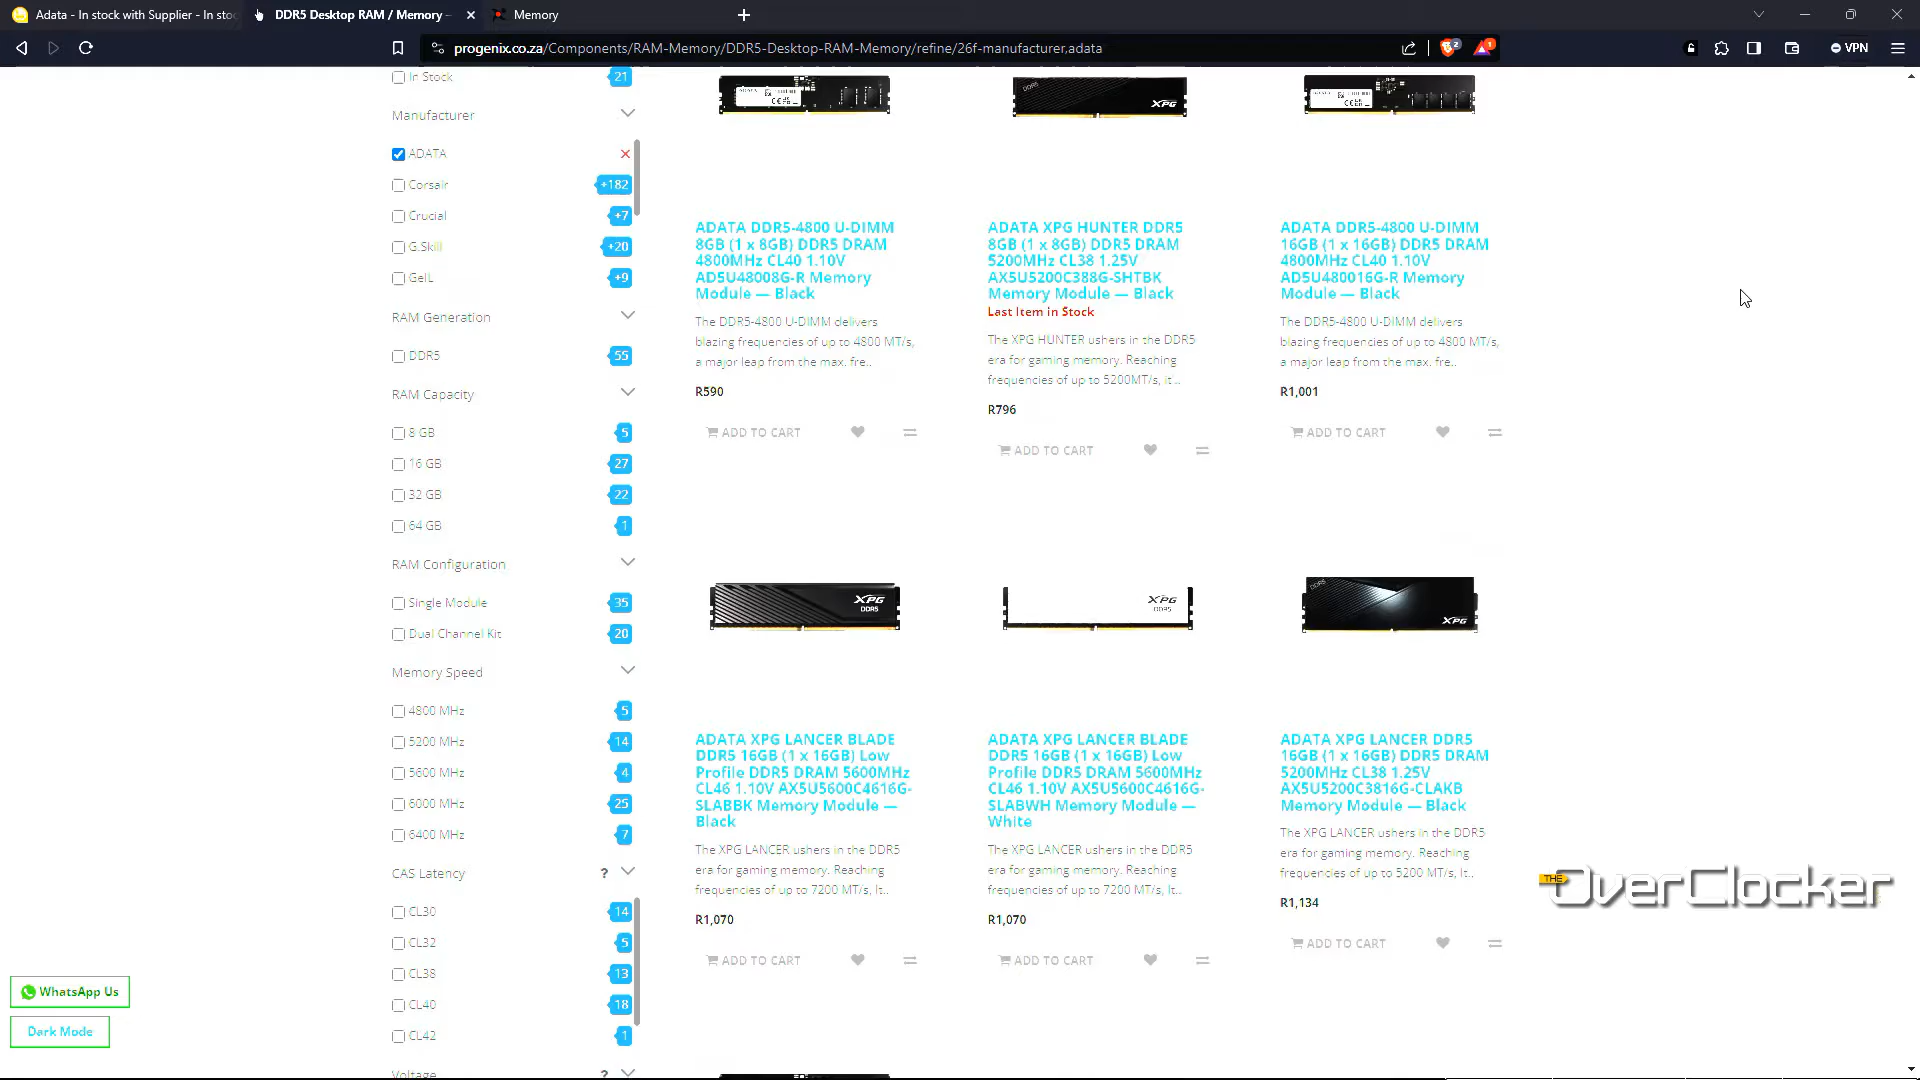 Adata - In stock with Supplier - In stoc
DDR5 Desktop RAM / Memory -
Memory
progenix.co.za/Components/RAM-Memory/DDR5-Desktop-RAM-Memory/refine/26f-manufacturer,adata
2
1
VPN
In Stock
21
Manufacturer
ADATA
Corsair
+182
Crucial
+7
G.Skill
+20
GeIL
+9
RAM Generation
DDR5
55
RAM Capacity
8 GB
5
16 GB
27
32 GB
22
64 GB
1
RAM Configuration
Single Module
35
Dual Channel Kit
20
Memory Speed
4800 MHz
5
5200 MHz
14
5600 MHz
4
6000 MHz
25
6400 MHz
7
CAS Latency
?
CL30
14
CL32
5
CL38
13
CL40
18
CL42
1
Voltage
?
WhatsApp Us
Dark Mode
ADATA DDR5-4800 U-DIMM
8GB (1 x 8GB) DDR5 DRAM
4800MHz CL40 1.10V
AD5U48008G-R Memory
Module — Black
The DDR5-4800 U-DIMM delivers
blazing frequencies of up to 4800 MT/s,
a major leap from the max. fre..
R590
ADD TO CART
DDR5
XPG
ADATA XPG HUNTER DDR5
8GB (1 x 8GB) DDR5 DRAM
5200MHz CL38 1.25V
AX5U5200C388G-SHTBK
Memory Module — Black
Last Item in Stock
The XPG HUNTER ushers in the DDR5
era for gaming memory. Reaching
frequencies of up to 5200MT/s, it ..
R796
ADD TO CART
ADATA DDR5-4800 U-DIMM
16GB (1 x 16GB) DDR5 DRAM
4800MHz CL40 1.10V
AD5U480016G-R Memory
Module — Black
The DDR5-4800 U-DIMM delivers
blazing frequencies of up to 4800 MT/s,
a major leap from the max. fre..
R1,001
ADD TO CART
XPG
DDR5
ADATA XPG LANCER BLADE
DDR5 16GB (1 x 16GB) Low
Profile DDR5 DRAM 5600MHz
CL46 1.10V AX5U5600C4616G-
SLABBK Memory Module —
Black
The XPG LANCER ushers in the DDR5
era for gaming memory. Reaching
frequencies of up to 7200 MT/s, It..
R1,070
ADD TO CART
XPG
DDR5
ADATA XPG LANCER BLADE
DDR5 16GB (1 x 16GB) Low
Profile DDR5 DRAM 5600MHz
CL46 1.10V AX5U5600C4616G-
SLABWH Memory Module —
White
The XPG LANCER ushers in the DDR5
era for gaming memory. Reaching
frequencies of up to 7200 MT/s, It..
R1,070
ADD TO CART
DDR5
XPG
ADATA XPG LANCER DDR5
16GB (1 x 16GB) DDR5 DRAM
5200MHz CL38 1.25V
AX5U5200C3816G-CLAKB
Memory Module — Black
The XPG LANCER ushers in the DDR5
era for gaming memory. Reaching
frequencies of up to 5200 MT/s, It..
R1,134
ADD TO CART
THE OverClocker